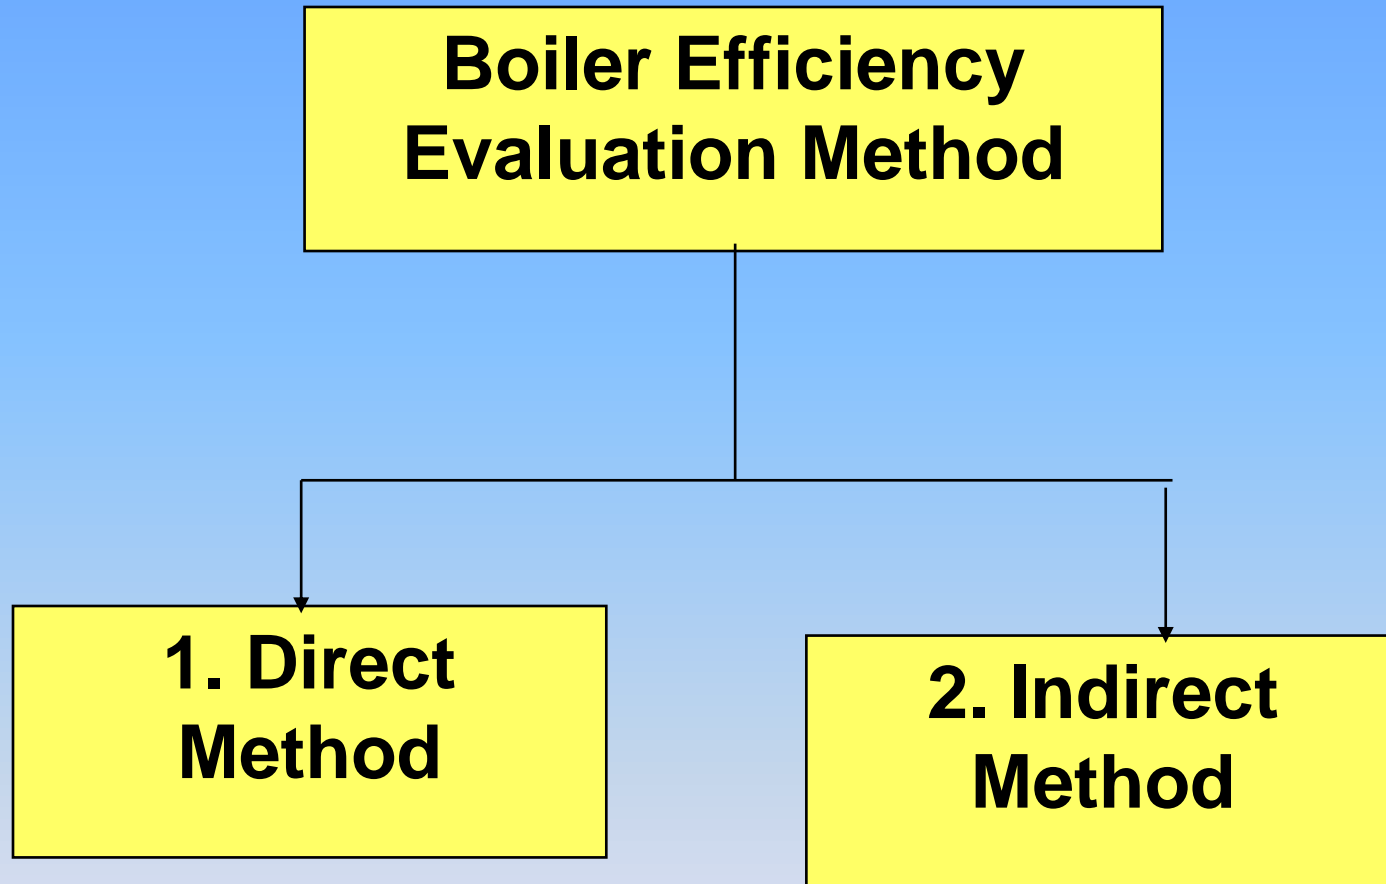 Boiler Efficiency
Evaluation Method
1. Direct
Method
2. Indirect
Method